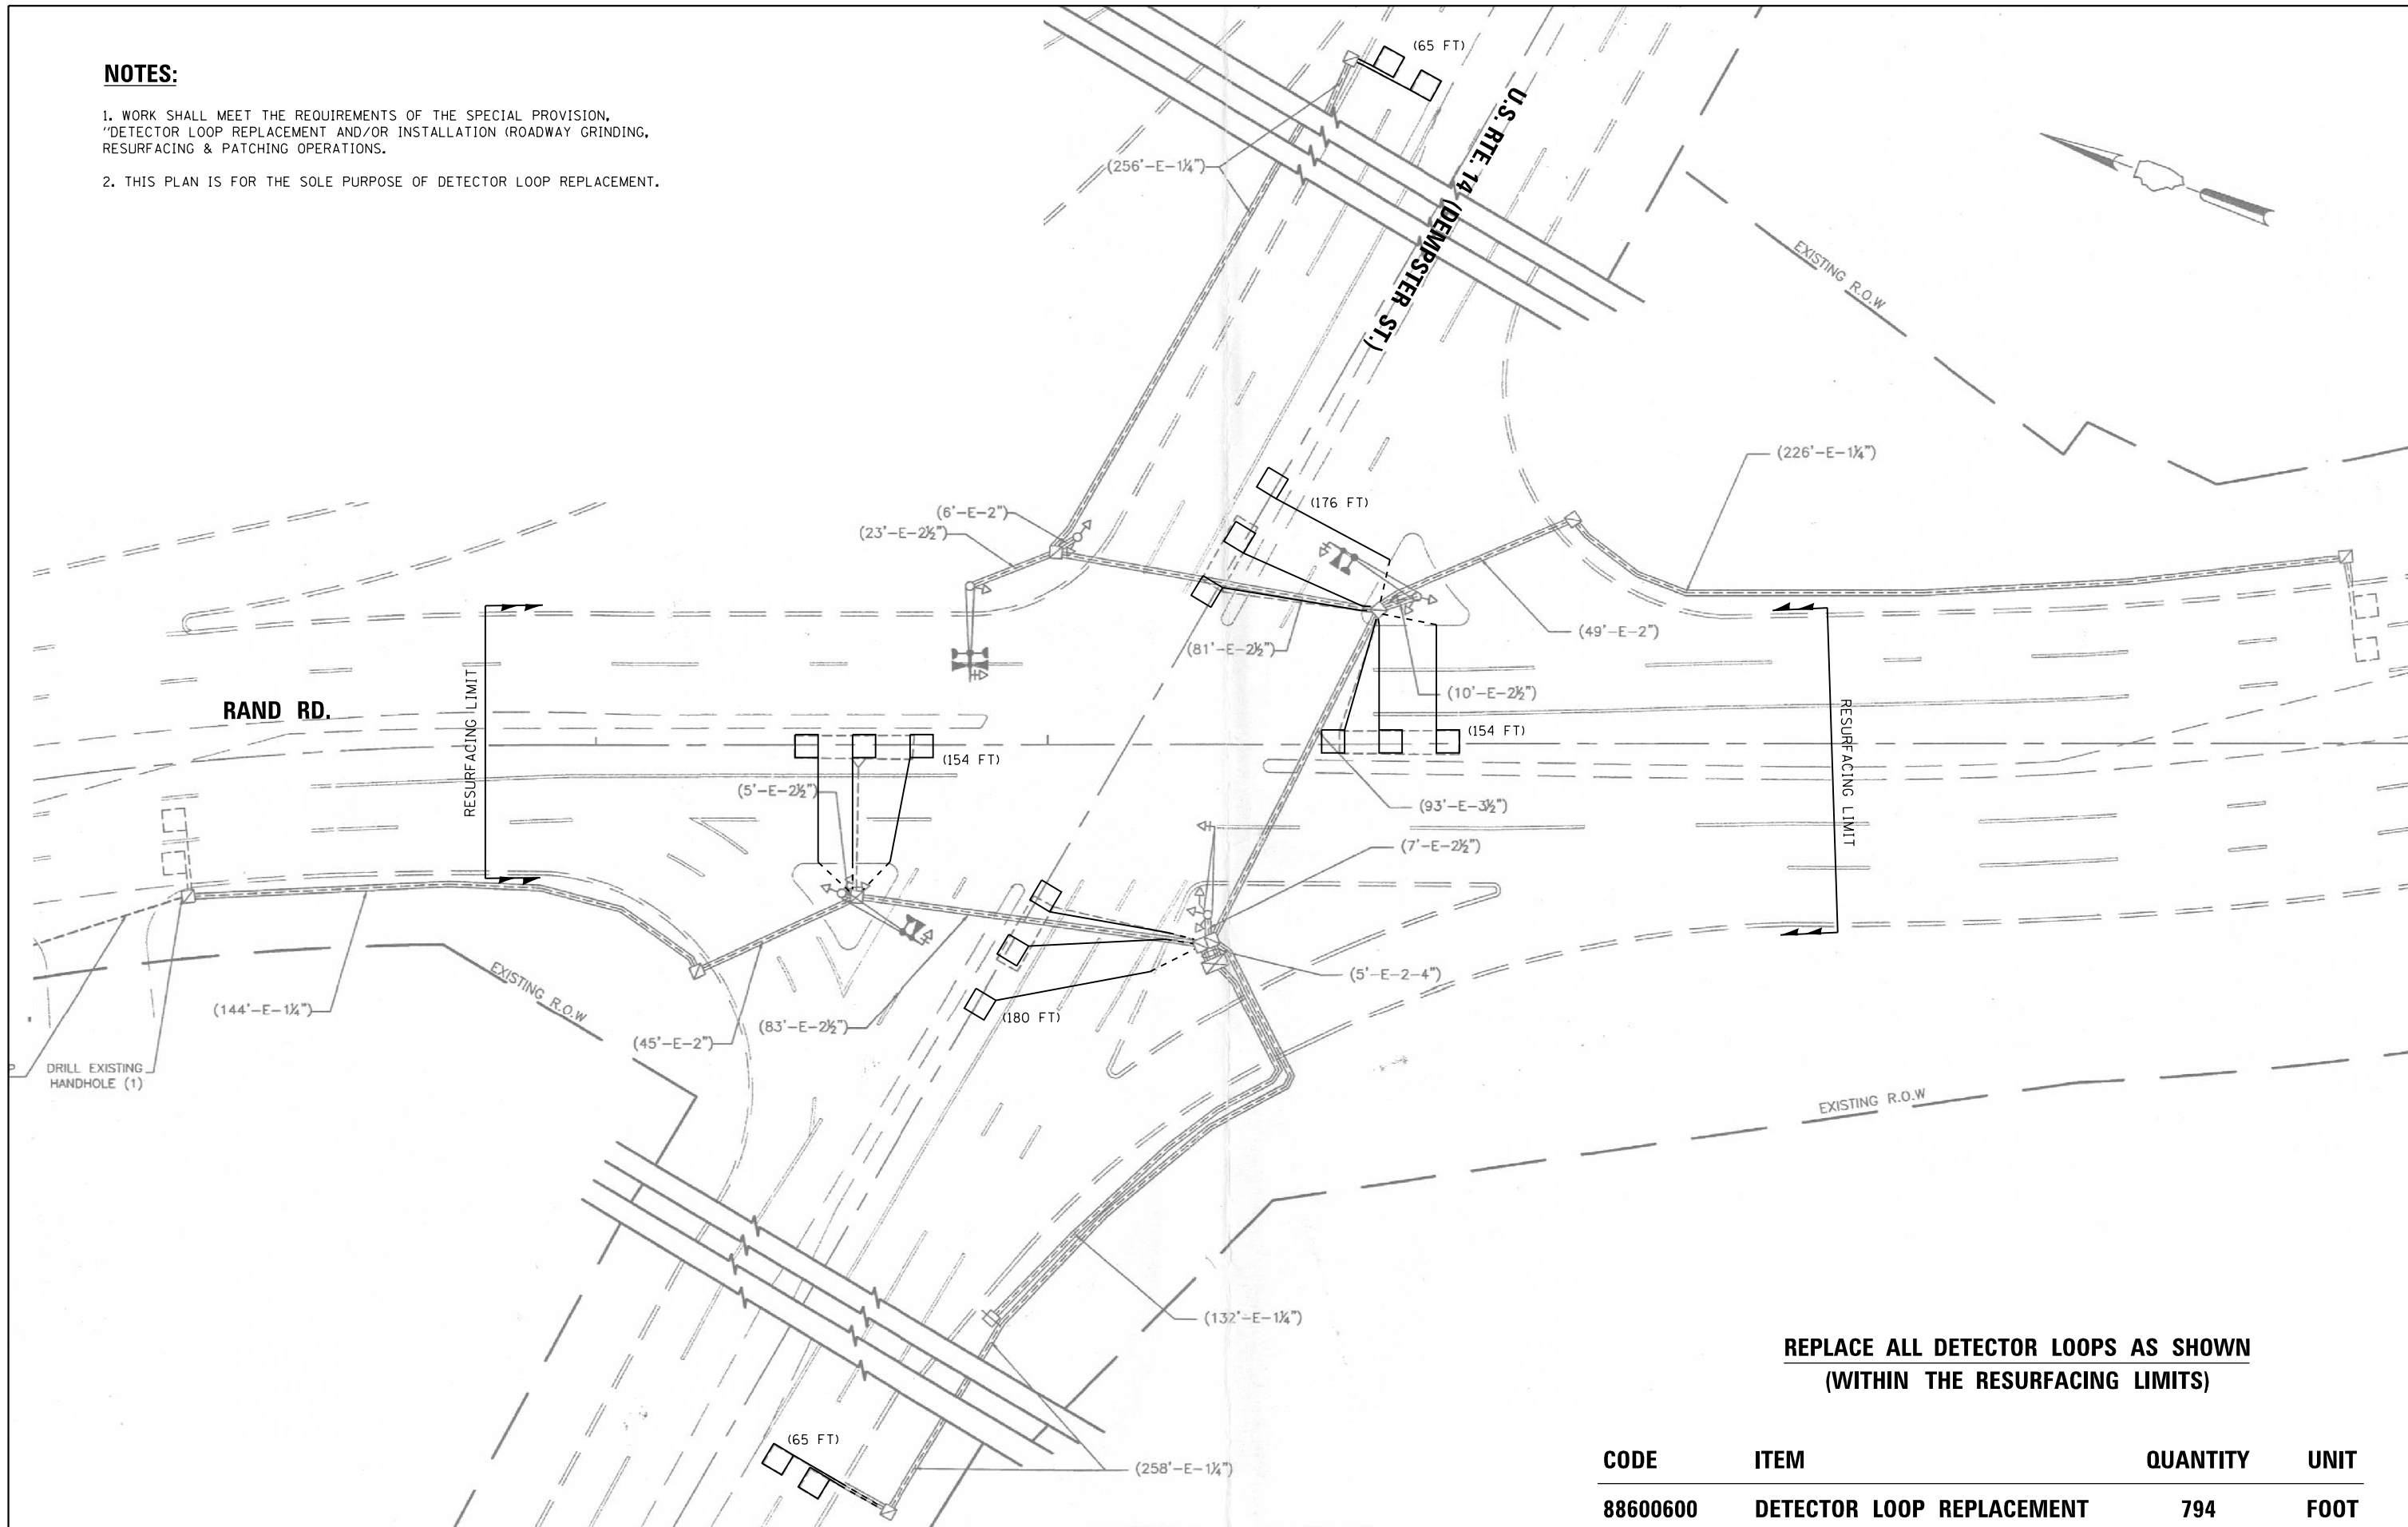 NOTES:
1. WORK SHALL MEET THE REQUIREMENTS OF THE SPECIAL PROVISION,
"DETECTOR LOOP REPLACEMENT AND/OR INSTALLATION (ROADWAY GRINDING,
RESURFACING & PATCHING OPERATIONS.
2. THIS PLAN IS FOR THE SOLE PURPOSE OF DETECTOR LOOP REPLACEMENT.
(65 FT)
U.S. RTE. 14 (DEMPSTER ST.)
(256'-E-1¼")
EXISTING R.O.W
(226'-E-1¼")
(6'-E-2")
(23'-E-2½")
(176 FT)
(81'-E-2½")
(49'-E-2")
(10'-E-2½")
RAND RD.
RESURFACING LIMIT
RESURFACING LIMIT
(154 FT)
(154 FT)
(5'-E-2½")
(93'-E-3½")
(7'-E-2½")
(5'-E-2-4")
EXISTING R.O.W
(144'-E-1¼")
(45'-E-2")
(83'-E-2½")
(180 FT)
P
DRILL EXISTING
HANDHOLE (1)
EXISTING R.O.W
(132'-E-1¼")
(65 FT)
(258'-E-1¼")
REPLACE ALL DETECTOR LOOPS AS SHOWN
(WITHIN THE RESURFACING LIMITS)
CODE ITEM QUANTITY UNIT
88600600 DETECTOR LOOP REPLACEMENT 794 FOOT